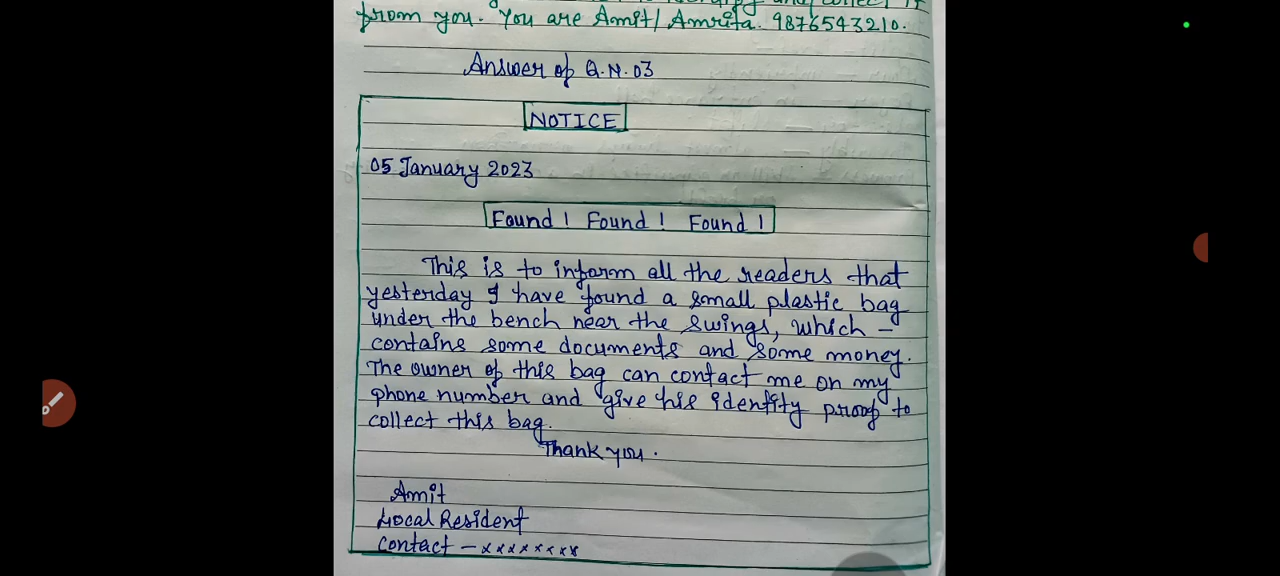 from you. You are Amit/ Amrita. 9876543210.
Answer of Q.N.03
NOTICE
05 January 2023
Found! Found! Found!
This is to inform all the readers that
yesterday I have found a small plastic bag
under the bench near the swings, which -
contains some documents and some money.
The owner of this bag can contact me on my
phone number and give his identity proof to
collect this bag.
Thank you.
Amit
Local Resident
Contact - xxxxxxxx